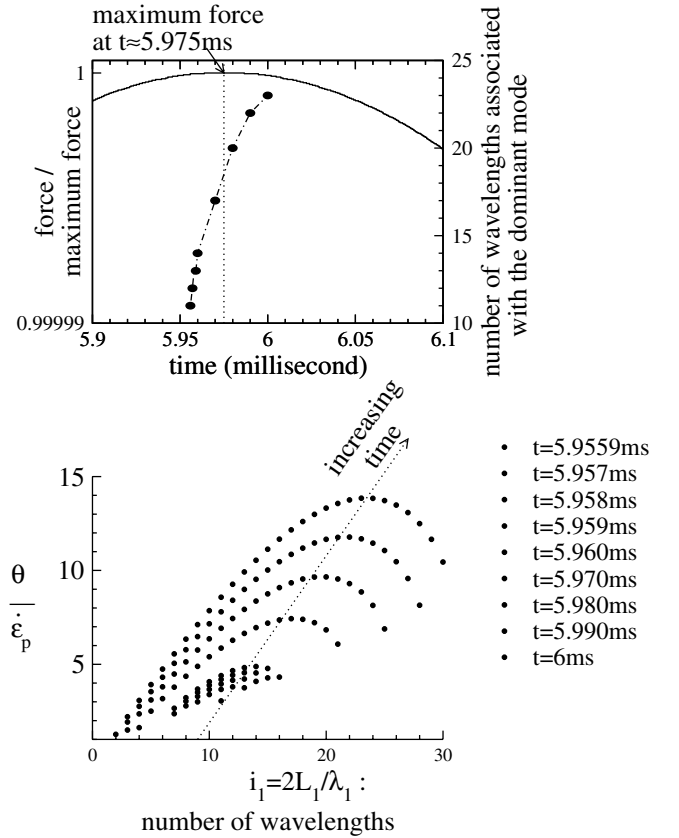 maximum force
at t≈5.975ms
1
0.99999
force /
maximum force
25
20
15
10
number of wavelengths associated
with the dominant mode
5.9
5.95
6
6.05
6.1
time (millisecond)
increasing
time
15
10
5
θ
ε̇p
0
10
20
30
i1=2L1/λ1 :
number of wavelengths
t=5.9559ms
t=5.957ms
t=5.958ms
t=5.959ms
t=5.960ms
t=5.970ms
t=5.980ms
t=5.990ms
t=6ms